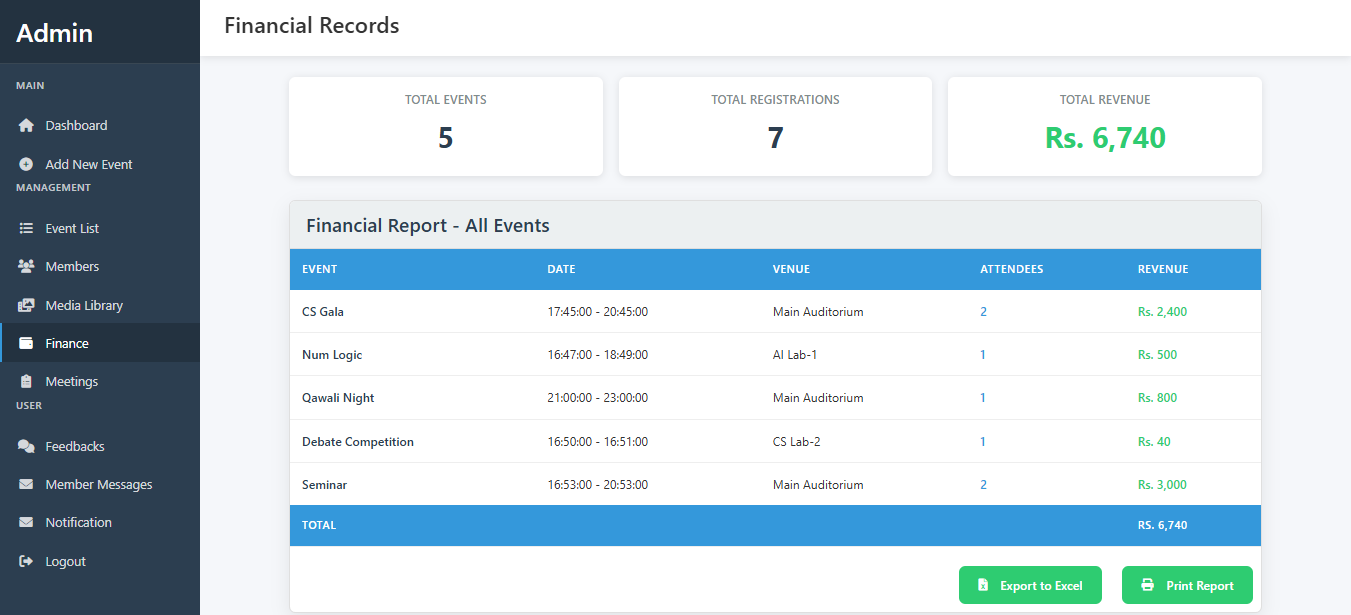 Admin
MAIN
Dashboard
Add New Event
MANAGEMENT
Event List
Members
Media Library
Finance
Meetings
USER
Feedbacks
Member Messages
Notification
Logout
Financial Records
TOTAL EVENTS
5
TOTAL REGISTRATIONS
7
TOTAL REVENUE
Rs. 6,740
Financial Report - All Events
EVENT DATE VENUE ATTENDEES REVENUE
CS Gala 17:45:00 - 20:45:00 Main Auditorium 2 Rs. 2,400
Num Logic 16:47:00 - 18:49:00 AI Lab-1 1 Rs. 500
Qawali Night 21:00:00 - 23:00:00 Main Auditorium 1 Rs. 800
Debate Competition 16:50:00 - 16:51:00 CS Lab-2 1 Rs. 40
Seminar 16:53:00 - 20:53:00 Main Auditorium 2 Rs. 3,000
TOTAL RS. 6,740
Export to Excel Print Report